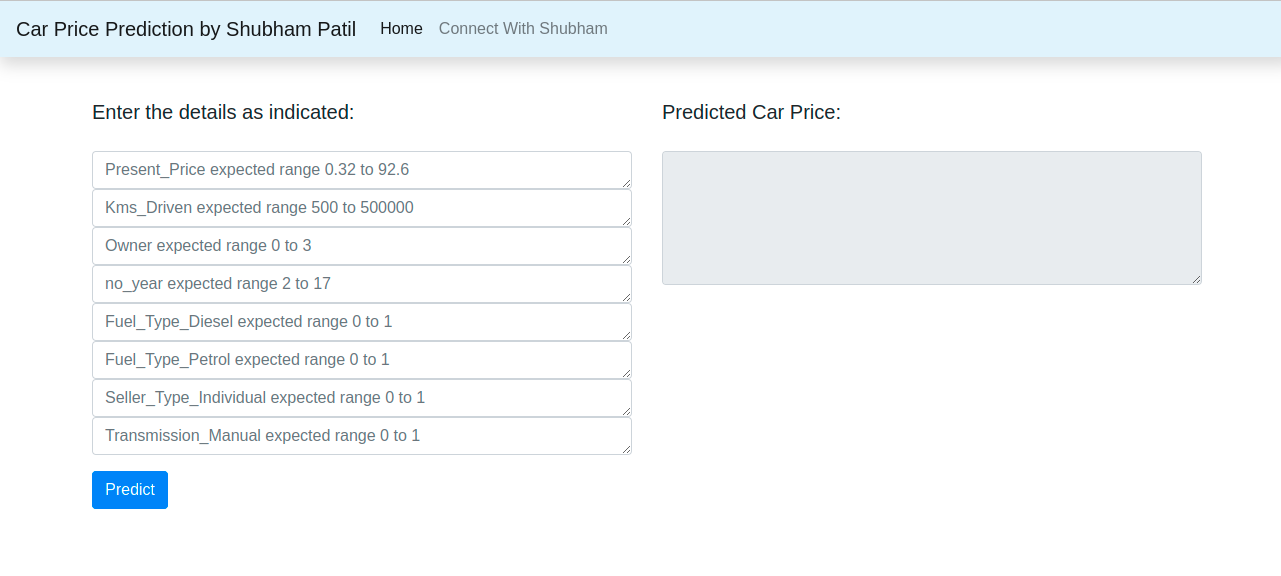 Car Price Prediction by Shubham Patil Home Connect With Shubham
Enter the details as indicated:
Present_Price expected range 0.32 to 92.6
Kms_Driven expected range 500 to 500000
Owner expected range 0 to 3
no_year expected range 2 to 17
Fuel_Type_Diesel expected range 0 to 1
Fuel_Type_Petrol expected range 0 to 1
Seller_Type_Individual expected range 0 to 1
Transmission_Manual expected range 0 to 1
Predict
Predicted Car Price: